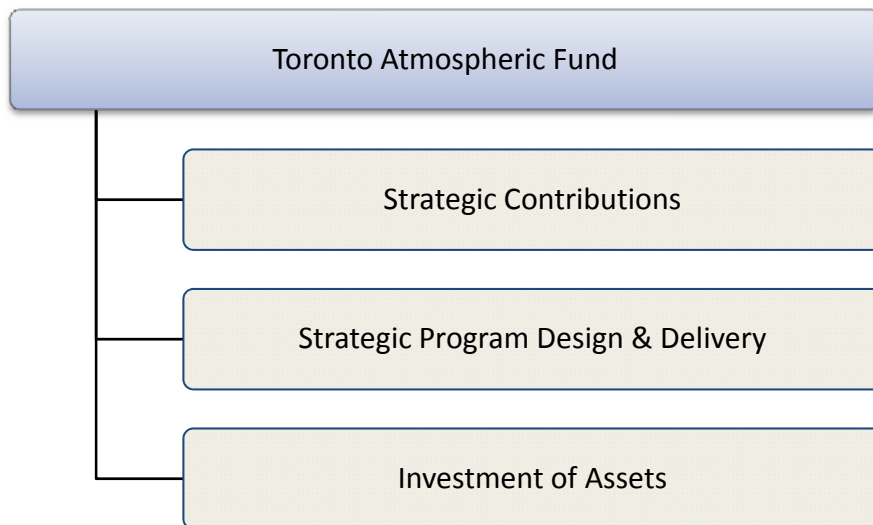 Toronto Atmospheric Fund
Strategic Contributions
Strategic Program Design & Delivery
Investment of Assets